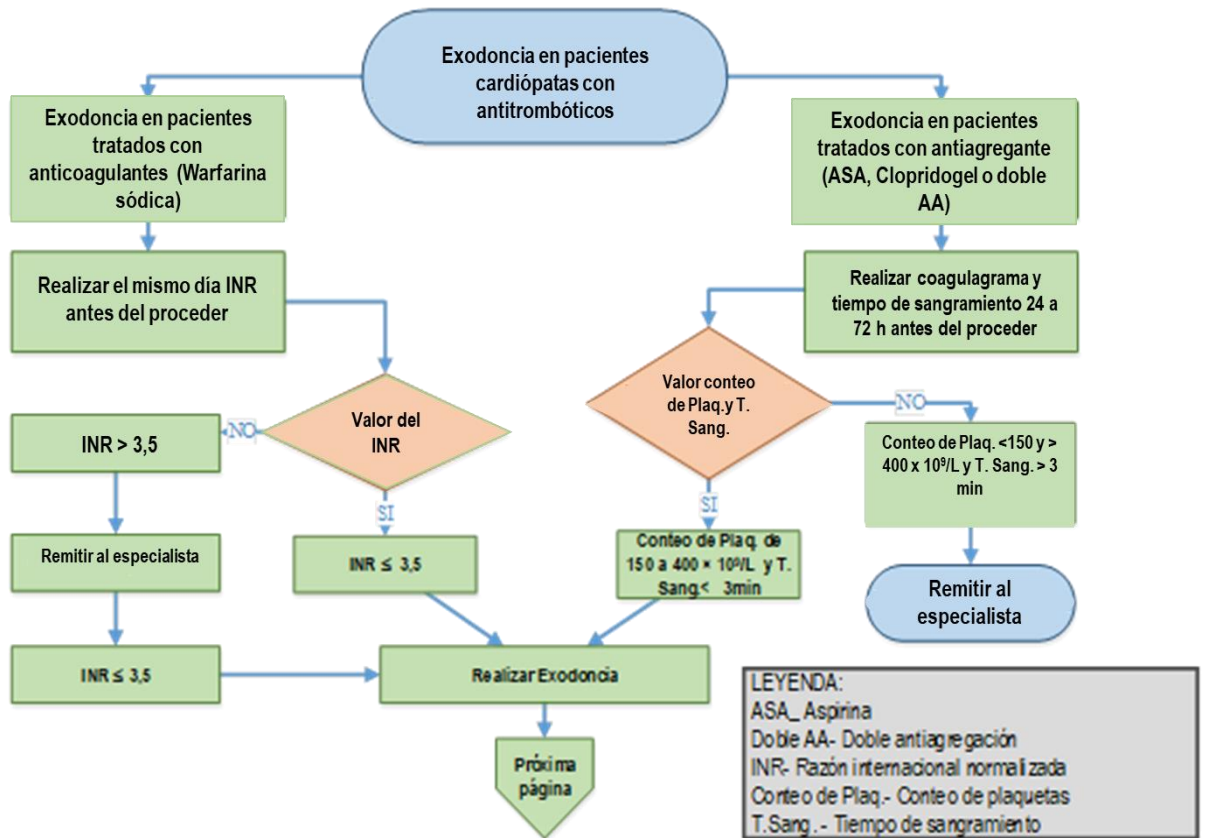 Exodoncia en pacientes
cardiópatas con
antitrombóticos
Exodoncia en pacientes
tratados con
anticoagulantes (Warfarina
sódica)
Exodoncia en pacientes
tratados con antiagregante
(ASA, Clopridogel o doble
AA)
Realizar el mismo día INR
antes del proceder
Realizar coagulagrama y
tiempo de sangramiento 24 a
72 h antes del proceder
Valor del
INR
Valor conteo
de Plaq.y T.
Sang.
NO
INR > 3,5
NO
Conteo de Plaq. <150 y >
400 x 10⁹/L y T. Sang. > 3
min
SI
SI
Remitir al especialista
INR ≤ 3,5
Conteo de Plaq. de
150 a 400 × 10⁹/L y T.
Sang.< 3min
Remitir al
especialista
INR ≤ 3,5
Realizar Exodoncia
Próxima
página
LEYENDA:
ASA_ Aspirina
Doble AA- Doble antiagregación
INR- Razón internacional normalizada
Conteo de Plaq.- Conteo de plaquetas
T.Sang. - Tiempo de sangramiento